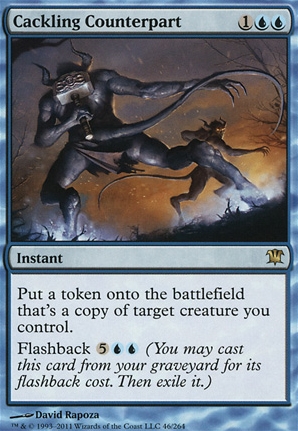 Cackling Counterpart 1
Instant
Put a token onto the battlefield
that's a copy of target creature you
control.
Flashback 5 (You may cast
this card from your graveyard for its
flashback cost. Then exile it.)
David Rapoza
™ & © 1993–2011 Wizards of the Coast LLC 46/264